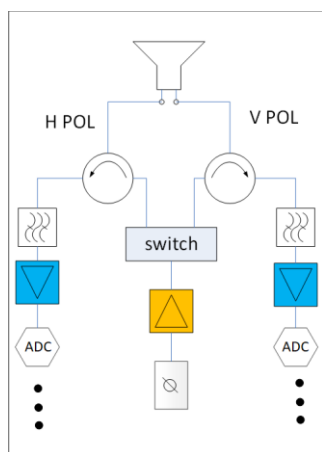 H POL
V POL
switch
ADC
ADC